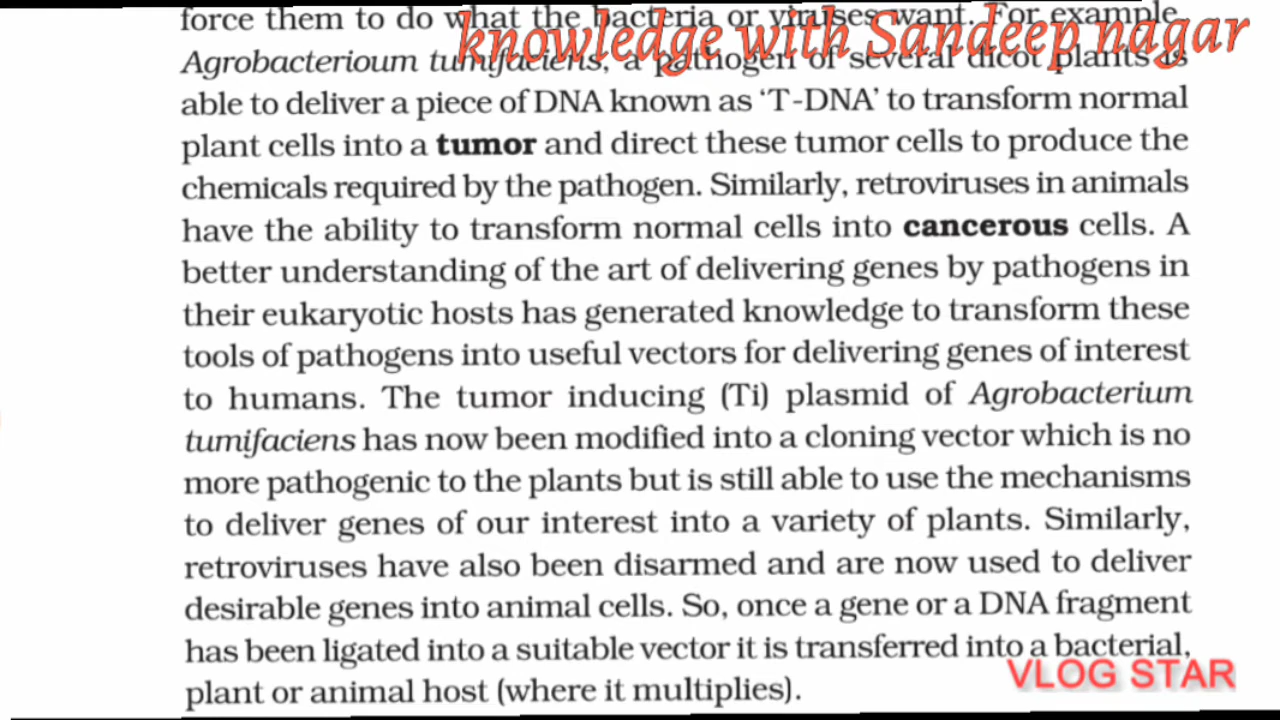 force them to do what the bacteria or viruses want. For example,
knowledge with Sandeep nagar
Agrobacterioum tumifaciens, a pathogen of several dicot plants is
able to deliver a piece of DNA known as ‘T-DNA’ to transform normal
plant cells into a tumor and direct these tumor cells to produce the
chemicals required by the pathogen. Similarly, retroviruses in animals
have the ability to transform normal cells into cancerous cells. A
better understanding of the art of delivering genes by pathogens in
their eukaryotic hosts has generated knowledge to transform these
tools of pathogens into useful vectors for delivering genes of interest
to humans. The tumor inducing (Ti) plasmid of Agrobacterium
tumifaciens has now been modified into a cloning vector which is no
more pathogenic to the plants but is still able to use the mechanisms
to deliver genes of our interest into a variety of plants. Similarly,
retroviruses have also been disarmed and are now used to deliver
desirable genes into animal cells. So, once a gene or a DNA fragment
has been ligated into a suitable vector it is transferred into a bacterial,
plant or animal host (where it multiplies).
VLOG STAR